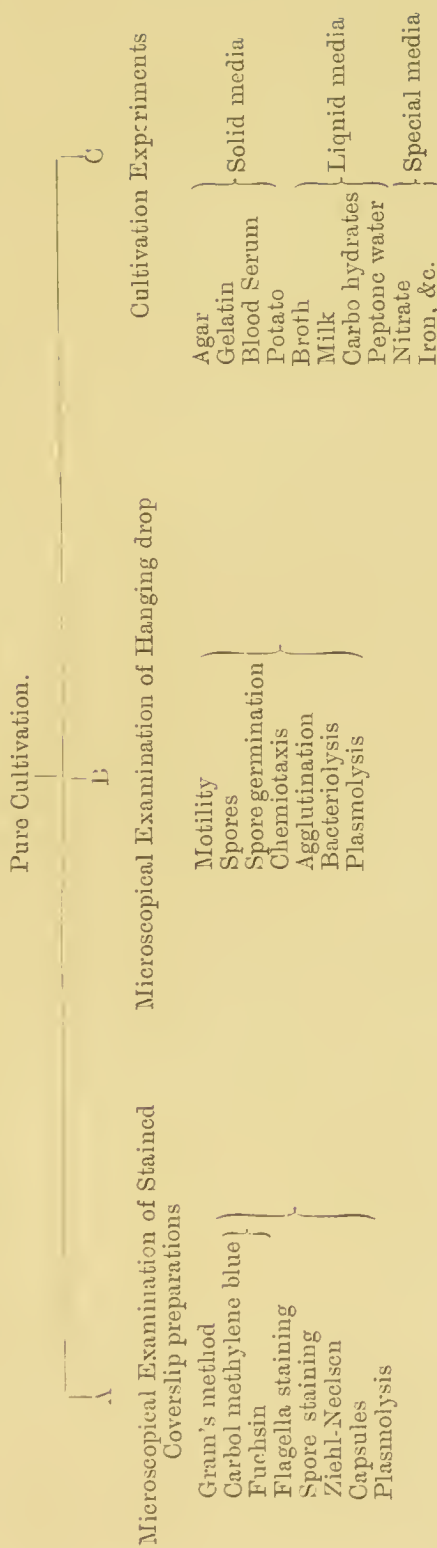 Pure Cultivation.
A
B
C
Microscopical Examination of Stained
Coverslip preparations
Gram's method
Carbol methylene blue
Fuchsin
Flagella staining
Spore staining
Ziehl-Neelsen
Capsules
Plasmolysis
Microscopical Examination of Hanging drop
Motility
Spores
Spore germination
Chemiotaxis
Agglutination
Bacteriolysis
Plasmolysis
Cultivation Experiments
Agar
Gelatin
Blood Serum
Potato
Solid media
Broth
Milk
Carbo hydrates
Peptone water
Liquid media
Nitrate
Iron, &c.
Special media